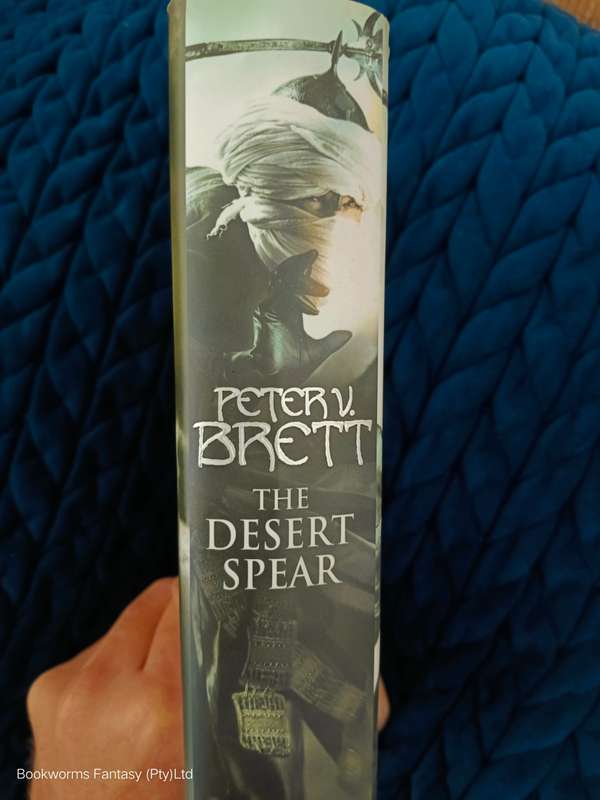 PETER V.
BRETT
THE
DESERT
SPEAR
Bookworms Fantasy (Pty)Ltd